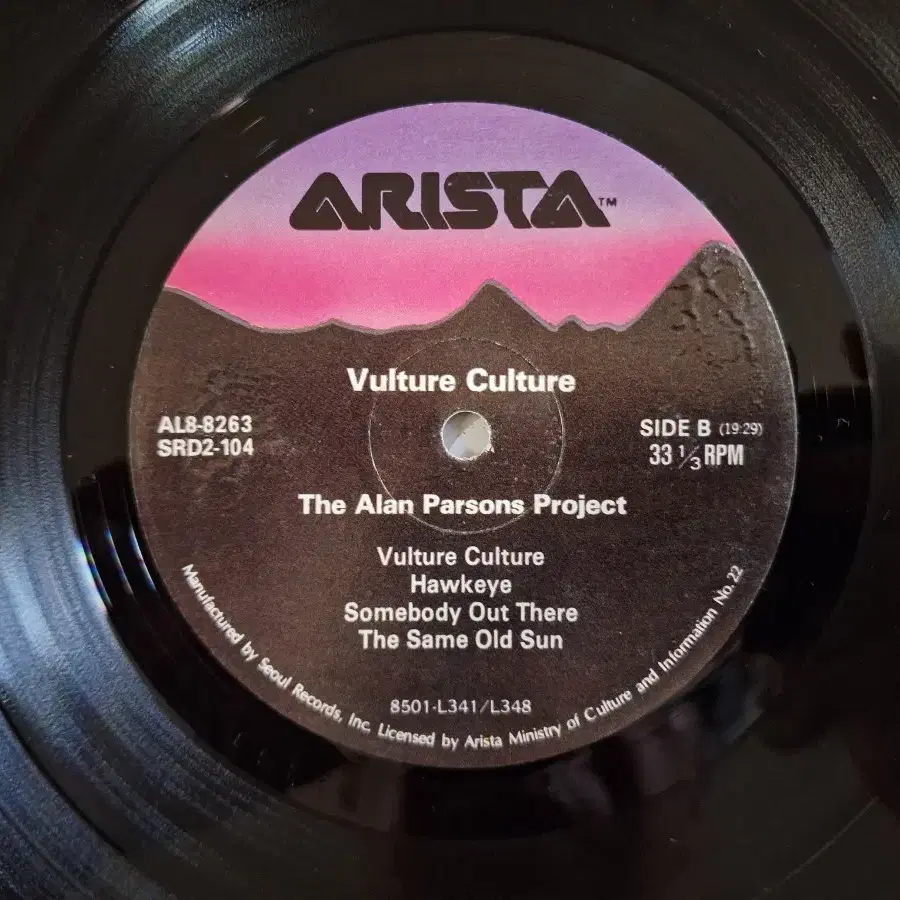 ARISTA™
Vulture Culture
AL8-8263
SRD2-104
SIDE B (19:29)
33 1/3 RPM
The Alan Parsons Project
Vulture Culture
Hawkeye
Somebody Out There
The Same Old Sun
8501-L341/L348
Manufactured by Seoul Records, Inc. Licensed by Arista Ministry of Culture and Information No. 22